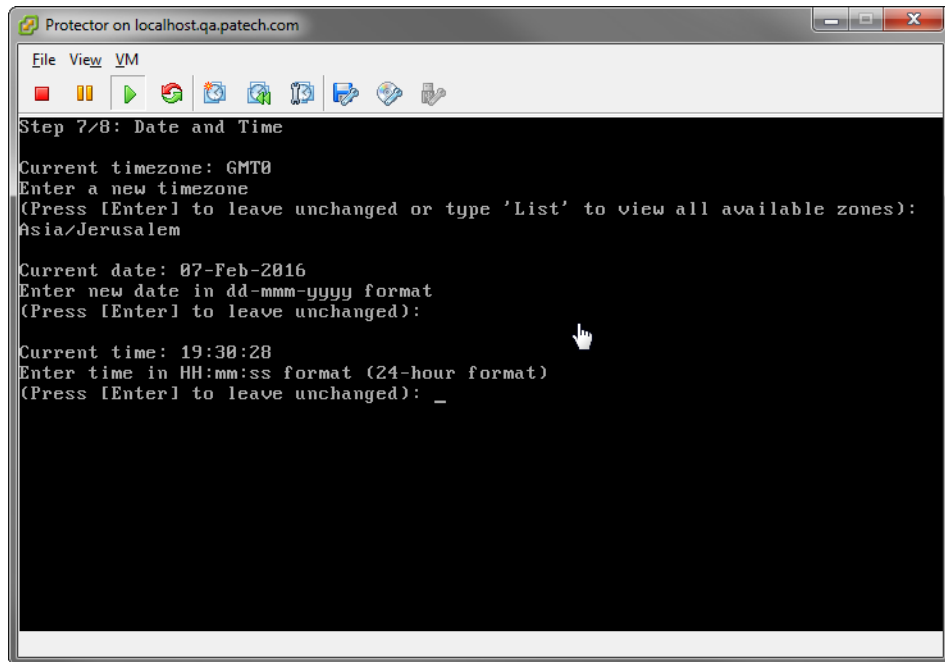 Protector on localhost.qa.patech.com
File View VM
Step 7/8: Date and Time
Current timezone: GMT0
Enter a new timezone
(Press [Enter] to leave unchanged or type 'List' to view all available zones):
Asia/Jerusalem
Current date: 07-Feb-2016
Enter new date in dd-mmm-yyyy format
(Press [Enter] to leave unchanged):
Current time: 19:30:28
Enter time in HH:mm:ss format (24-hour format)
(Press [Enter] to leave unchanged): _